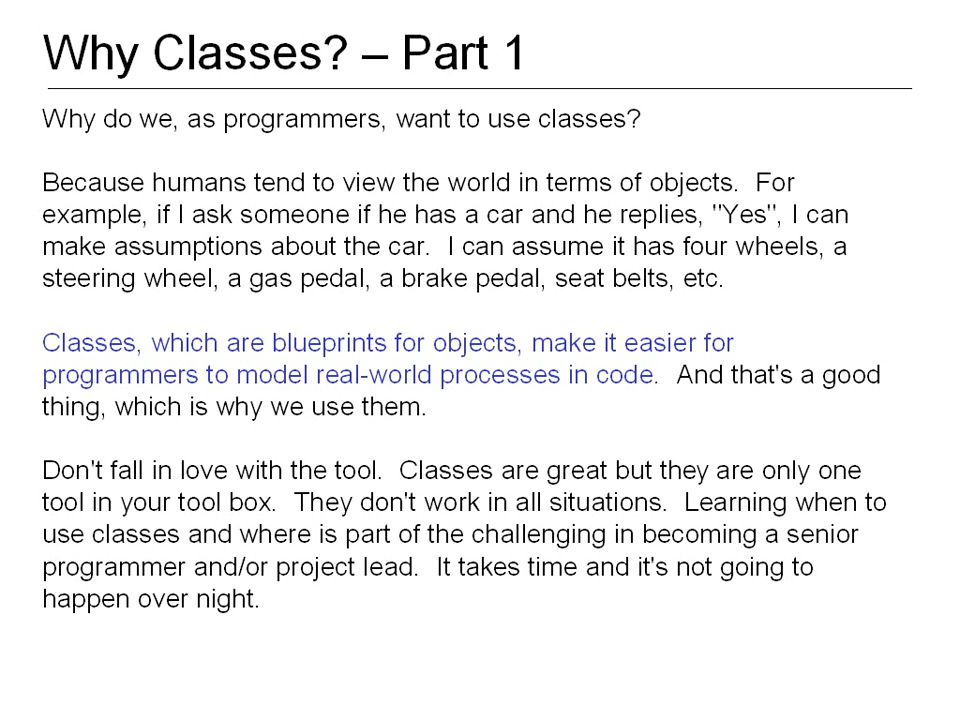 Why Classes? – Part 1
Why do we, as programmers, want to use classes?
Because humans tend to view the world in terms of objects.  For
example, if I ask someone if he has a car and he replies, "Yes", I can
make assumptions about the car.  I can assume it has four wheels, a
steering wheel, a gas pedal, a brake pedal, seat belts, etc.
Classes, which are blueprints for objects, make it easier for
programmers to model real-world processes in code.  And that's a good
thing, which is why we use them.
Don't fall in love with the tool.  Classes are great but they are only one
tool in your tool box.  They don't work in all situations.  Learning when to
use classes and where is part of the challenging in becoming a senior
programmer and/or project lead.  It takes time and it's not going to
happen over night.